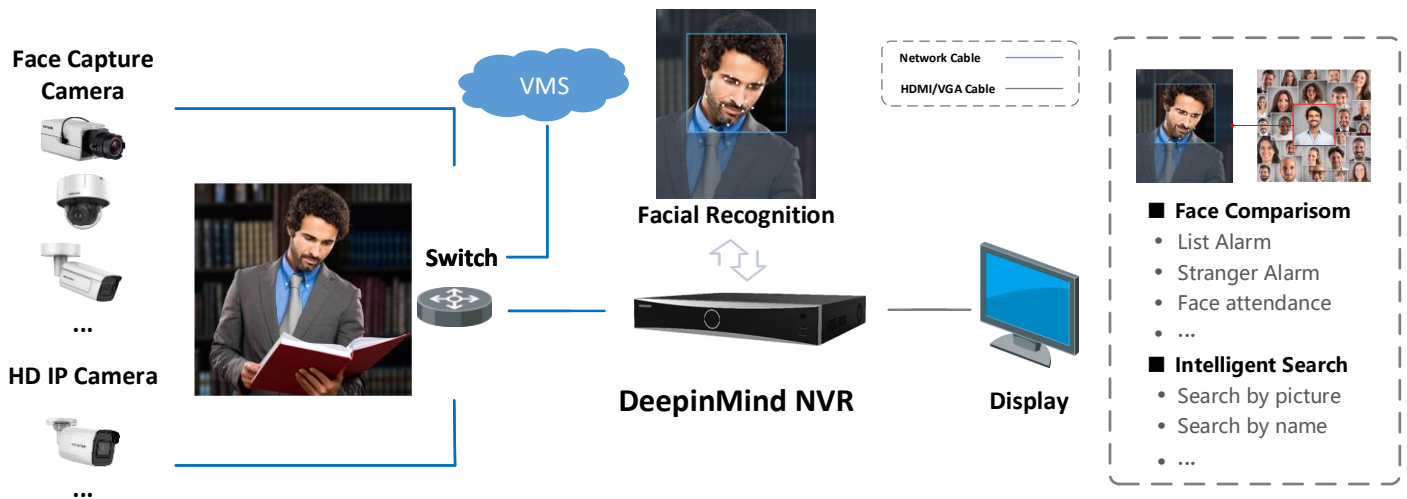 Face Capture
Camera
...
HD IP Camera
...
VMS
Switch
Facial Recognition
DeepinMind NVR
Display
Network Cable
HDMI/VGA Cable
■ Face Comparisom
• List Alarm
• Stranger Alarm
• Face attendance
• ...
■ Intelligent Search
• Search by picture
• Search by name
• ...